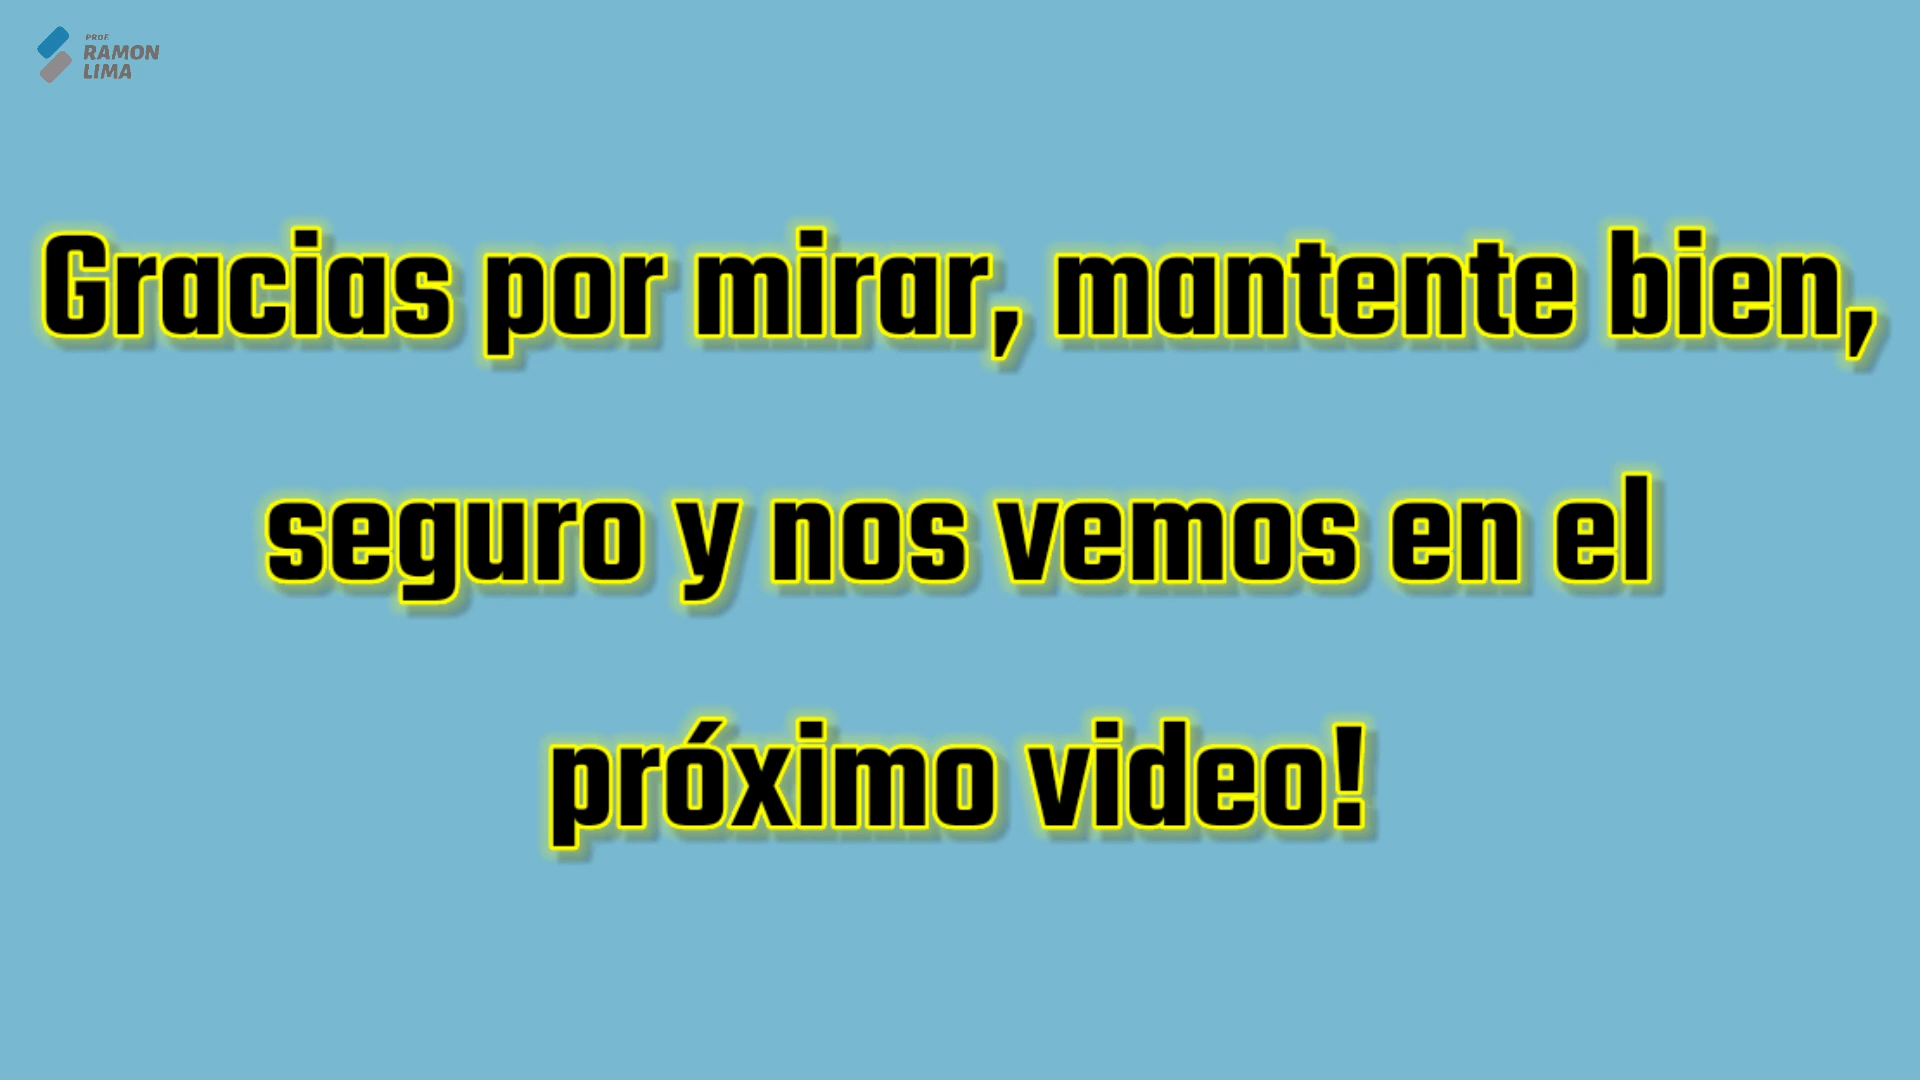 PROF.
RAMON
LIMA
Gracias por mirar, mantente bien,
seguro y nos vemos en el
próximo video!